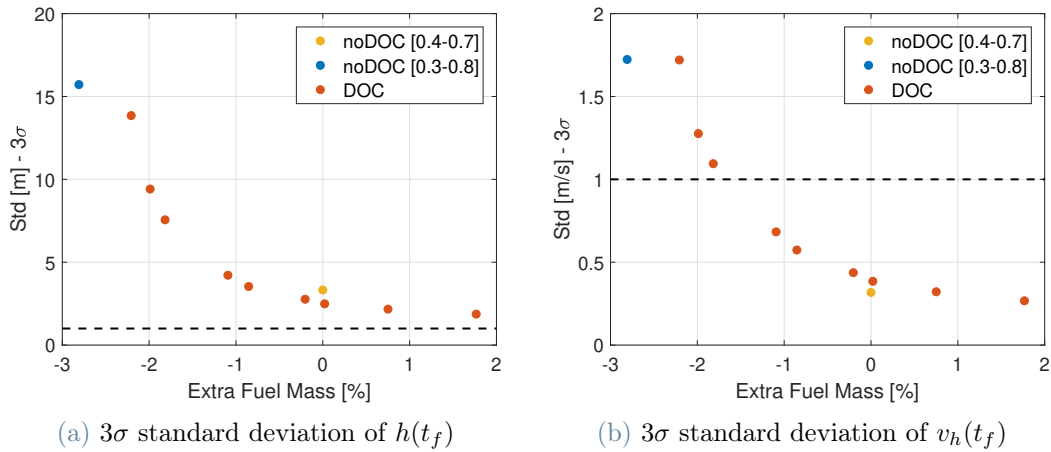 20
15
10
5
0
Std [m] - 3σ
-3 -2 -1 0 1 2
Extra Fuel Mass [%]
noDOC [0.4-0.7]
noDOC [0.3-0.8]
DOC
(a) 3σ standard deviation of h(t_f)
2
1.5
1
0.5
0
Std [m/s] - 3σ
-3 -2 -1 0 1 2
Extra Fuel Mass [%]
noDOC [0.4-0.7]
noDOC [0.3-0.8]
DOC
(b) 3σ standard deviation of v_h(t_f)